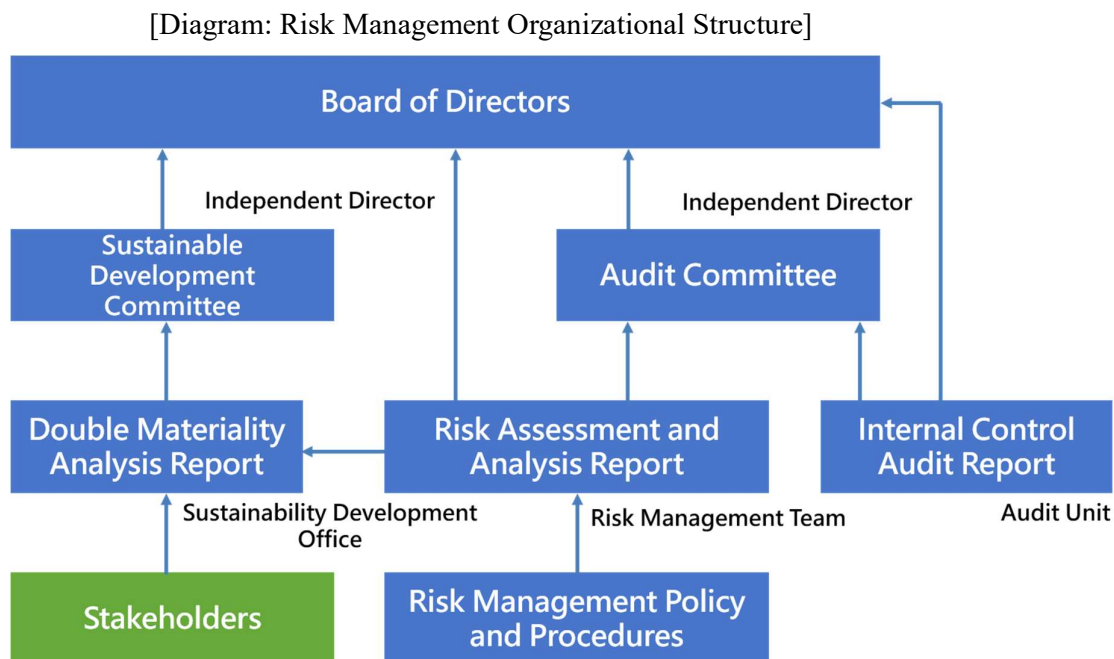 [Diagram: Risk Management Organizational Structure]
Board of Directors
Independent Director
Independent Director
Sustainable
Development
Committee
Audit Committee
Double Materiality
Analysis Report
Risk Assessment and
Analysis Report
Internal Control
Audit Report
Sustainability Development
Office
Risk Management Team
Audit Unit
Stakeholders
Risk Management Policy
and Procedures